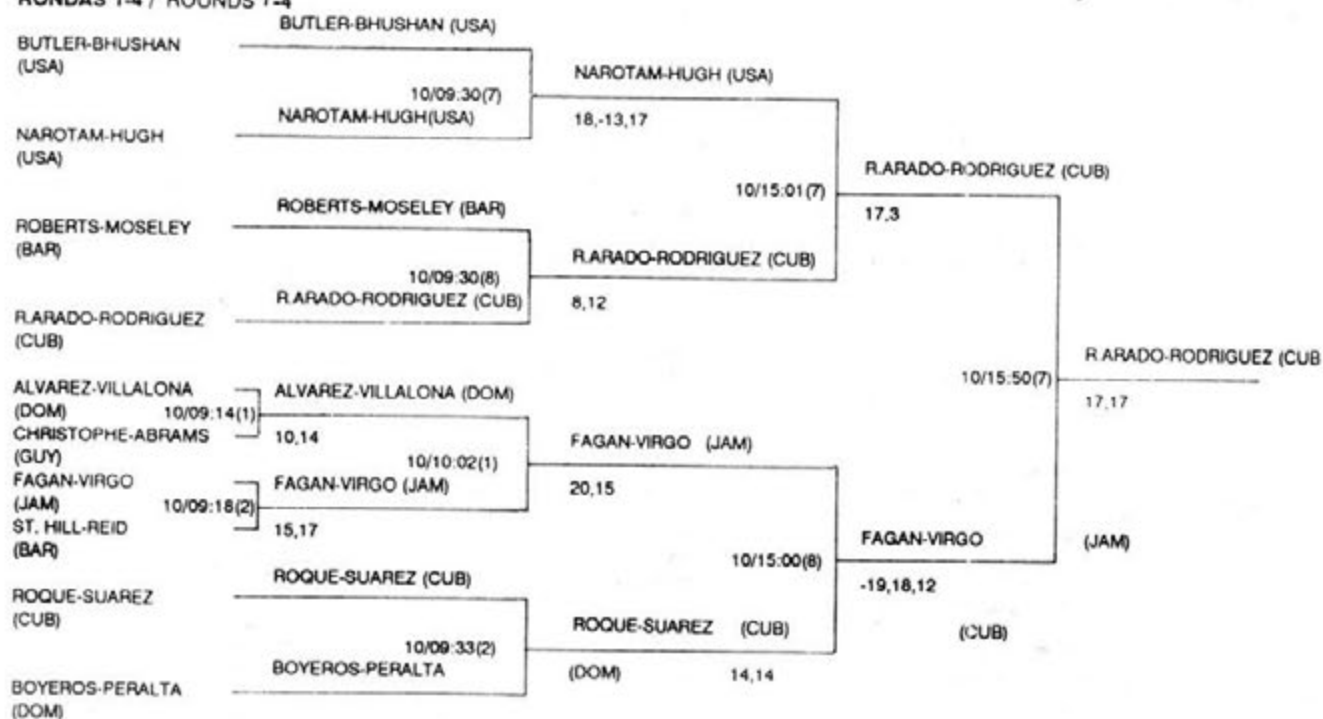 RONDAS 1-4 / ROUNDS 1-4
BUTLER-BHUSHAN
(USA)
BUTLER-BHUSHAN (USA)
10/09:30(7)
NAROTAM-HUGH(USA)
NAROTAM-HUGH
(USA)
NAROTAM-HUGH (USA)
18,-13,17
ROBERTS-MOSELEY
(BAR)
ROBERTS-MOSELEY (BAR)
10/09:30(8)
R.ARADO-RODRIGUEZ (CUB)
R.ARADO-RODRIGUEZ
(CUB)
R.ARADO-RODRIGUEZ (CUB)
8,12
10/15:01(7)
R.ARADO-RODRIGUEZ (CUB)
17,3
ALVAREZ-VILLALONA
(DOM) 10/09:14(1)
CHRISTOPHE-ABRAMS
(GUY)
ALVAREZ-VILLALONA (DOM)
10,14
10/10:02(1)
FAGAN-VIRGO
(JAM) 10/09:18(2)
ST. HILL-REID
(BAR)
FAGAN-VIRGO (JAM)
15,17
FAGAN-VIRGO (JAM)
20,15
ROQUE-SUAREZ
(CUB)
ROQUE-SUAREZ (CUB)
10/09:33(2)
BOYEROS-PERALTA
BOYEROS-PERALTA
(DOM)
ROQUE-SUAREZ (CUB)
(DOM) 14,14
10/15:00(8)
FAGAN-VIRGO (JAM)
-19,18,12
(CUB)
10/15:50(7)
R.ARADO-RODRIGUEZ (CUB
17,17